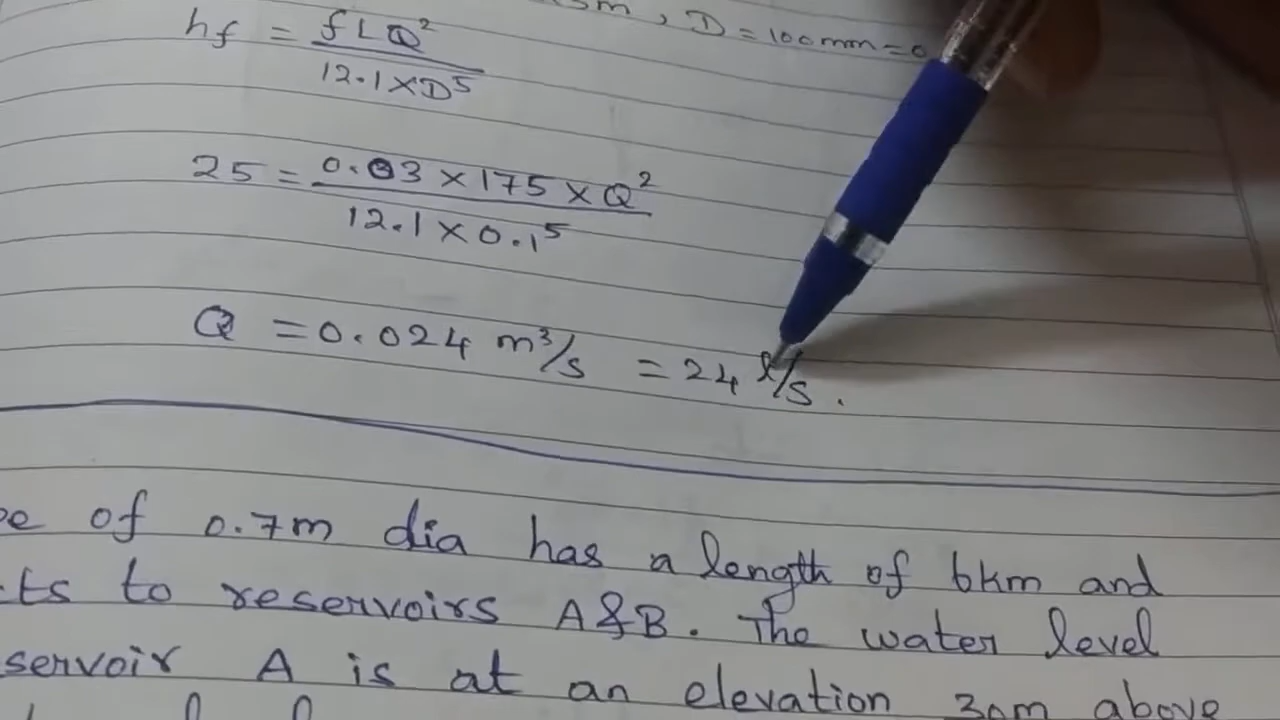 5m, D = 100mm = 0
hf = fLQ²
12.1×D⁵
25 = 0.03 × 175 × Q²
12.1 × 0.1⁵
Q = 0.024 m³/s = 24 l/s.
of 0.7m dia has a length of 6km and
to reservoirs A&B. The water level
servoir A is at an elevation 30m above